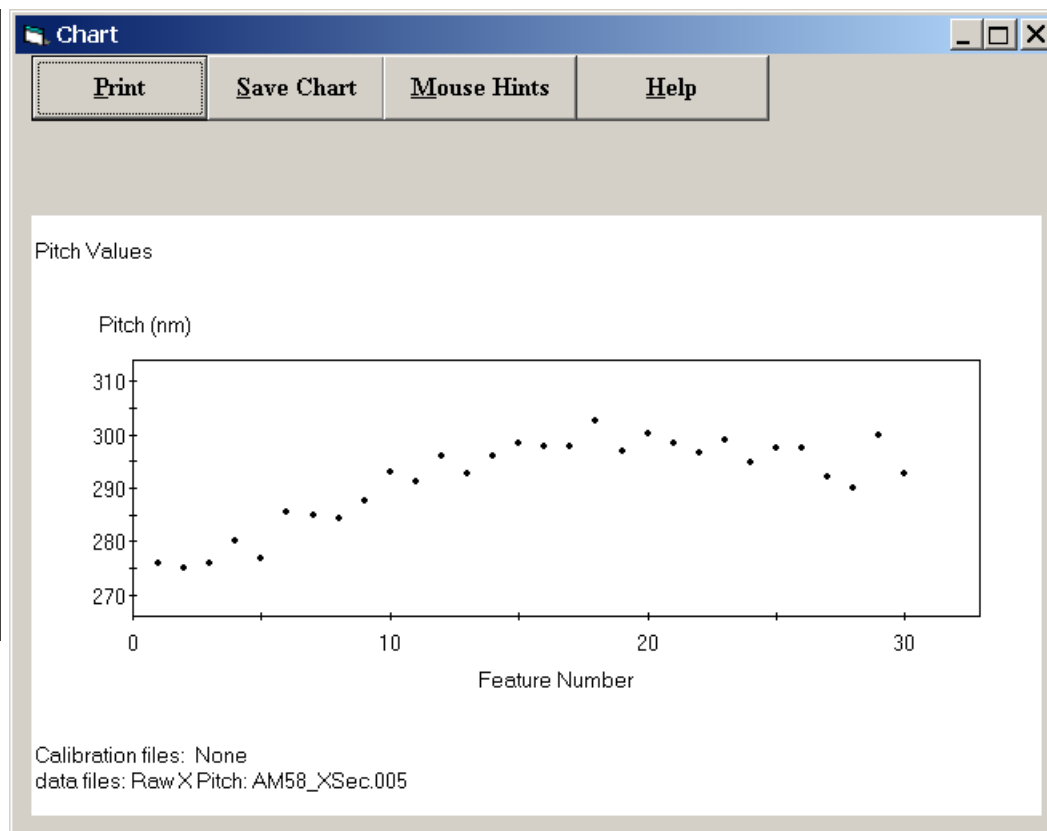 Chart
Print Save Chart Mouse Hints Help
Pitch Values
Pitch (nm)
310
300
290
280
270
0 10 20 30
Feature Number
Calibration files: None
data files: Raw X Pitch: AM58_XSec.005